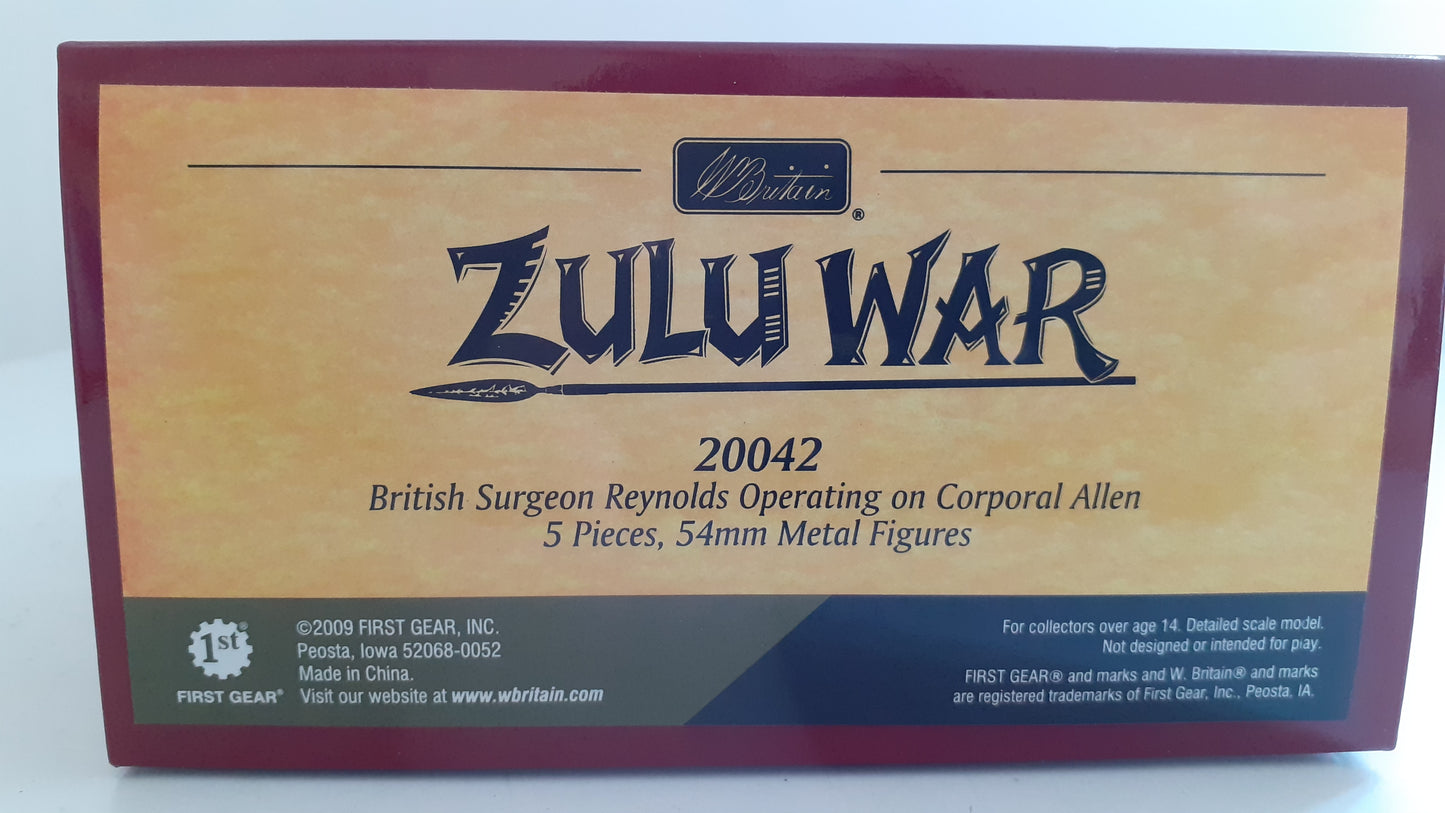 W Britain®
ZULU WAR
20042
British Surgeon Reynolds Operating on Corporal Allen
5 Pieces, 54mm Metal Figures
1st®
FIRST GEAR®
©2009 FIRST GEAR, INC.
Peosta, Iowa 52068-0052
Made in China.
Visit our website at www.wbritain.com
For collectors over age 14. Detailed scale model.
Not designed or intended for play.
FIRST GEAR® and marks and W. Britain® and marks
are registered trademarks of First Gear, Inc., Peosta, IA.